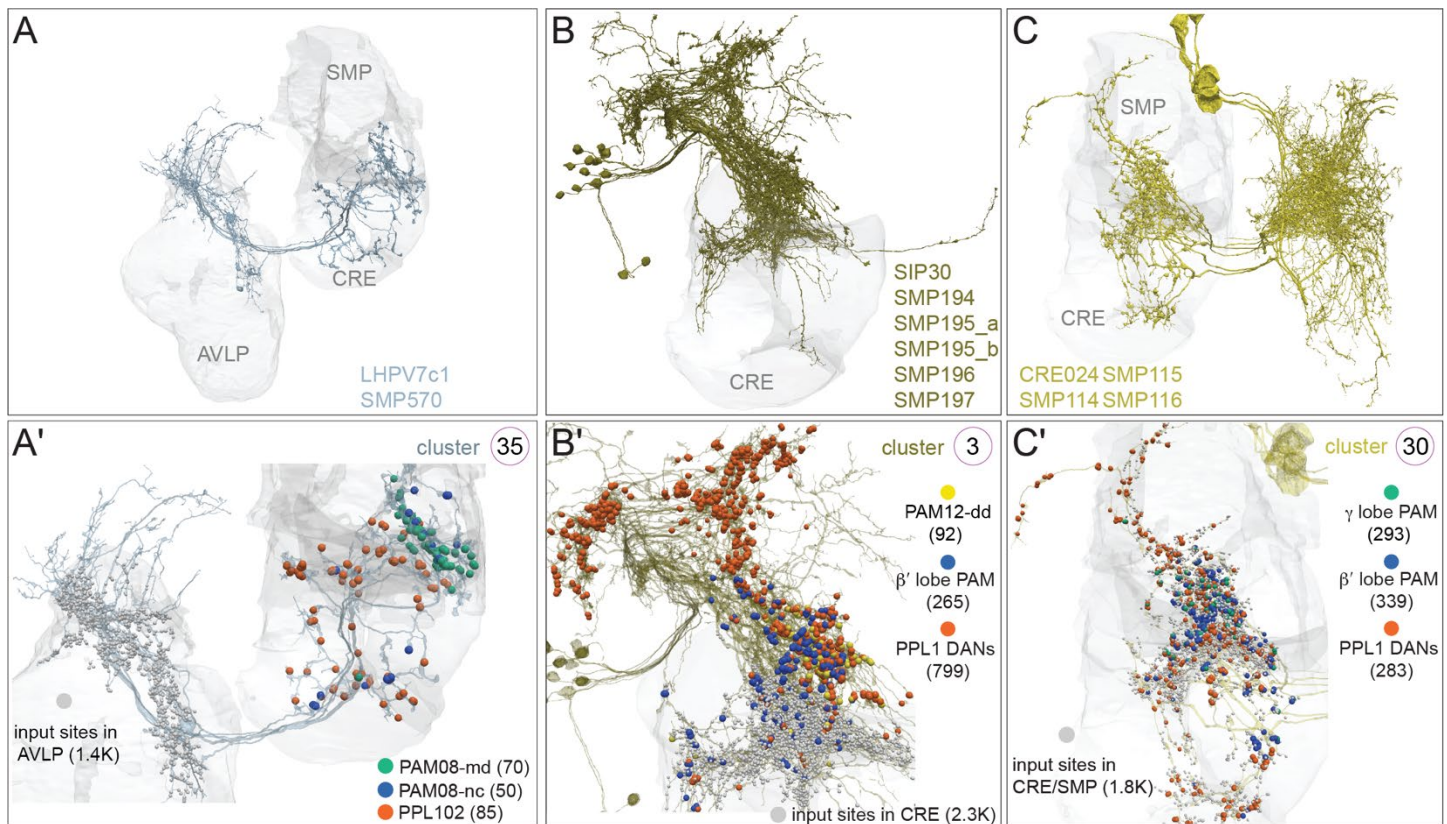 A
SMP
CRE
AVLP
LHPV7c1
SMP570
B
CRE
SIP30
SMP194
SMP195_a
SMP195_b
SMP196
SMP197
C
SMP
CRE
CRE024 SMP115
SMP114 SMP116
A'
cluster 35
input sites in
AVLP (1.4K)
PAM08-md (70)
PAM08-nc (50)
PPL102 (85)
B'
cluster 3
PAM12-dd
(92)
β′ lobe PAM
(265)
PPL1 DANs
(799)
input sites in CRE (2.3K)
C'
cluster 30
γ lobe PAM
(293)
β′ lobe PAM
(339)
PPL1 DANs
(283)
input sites in
CRE/SMP (1.8K)